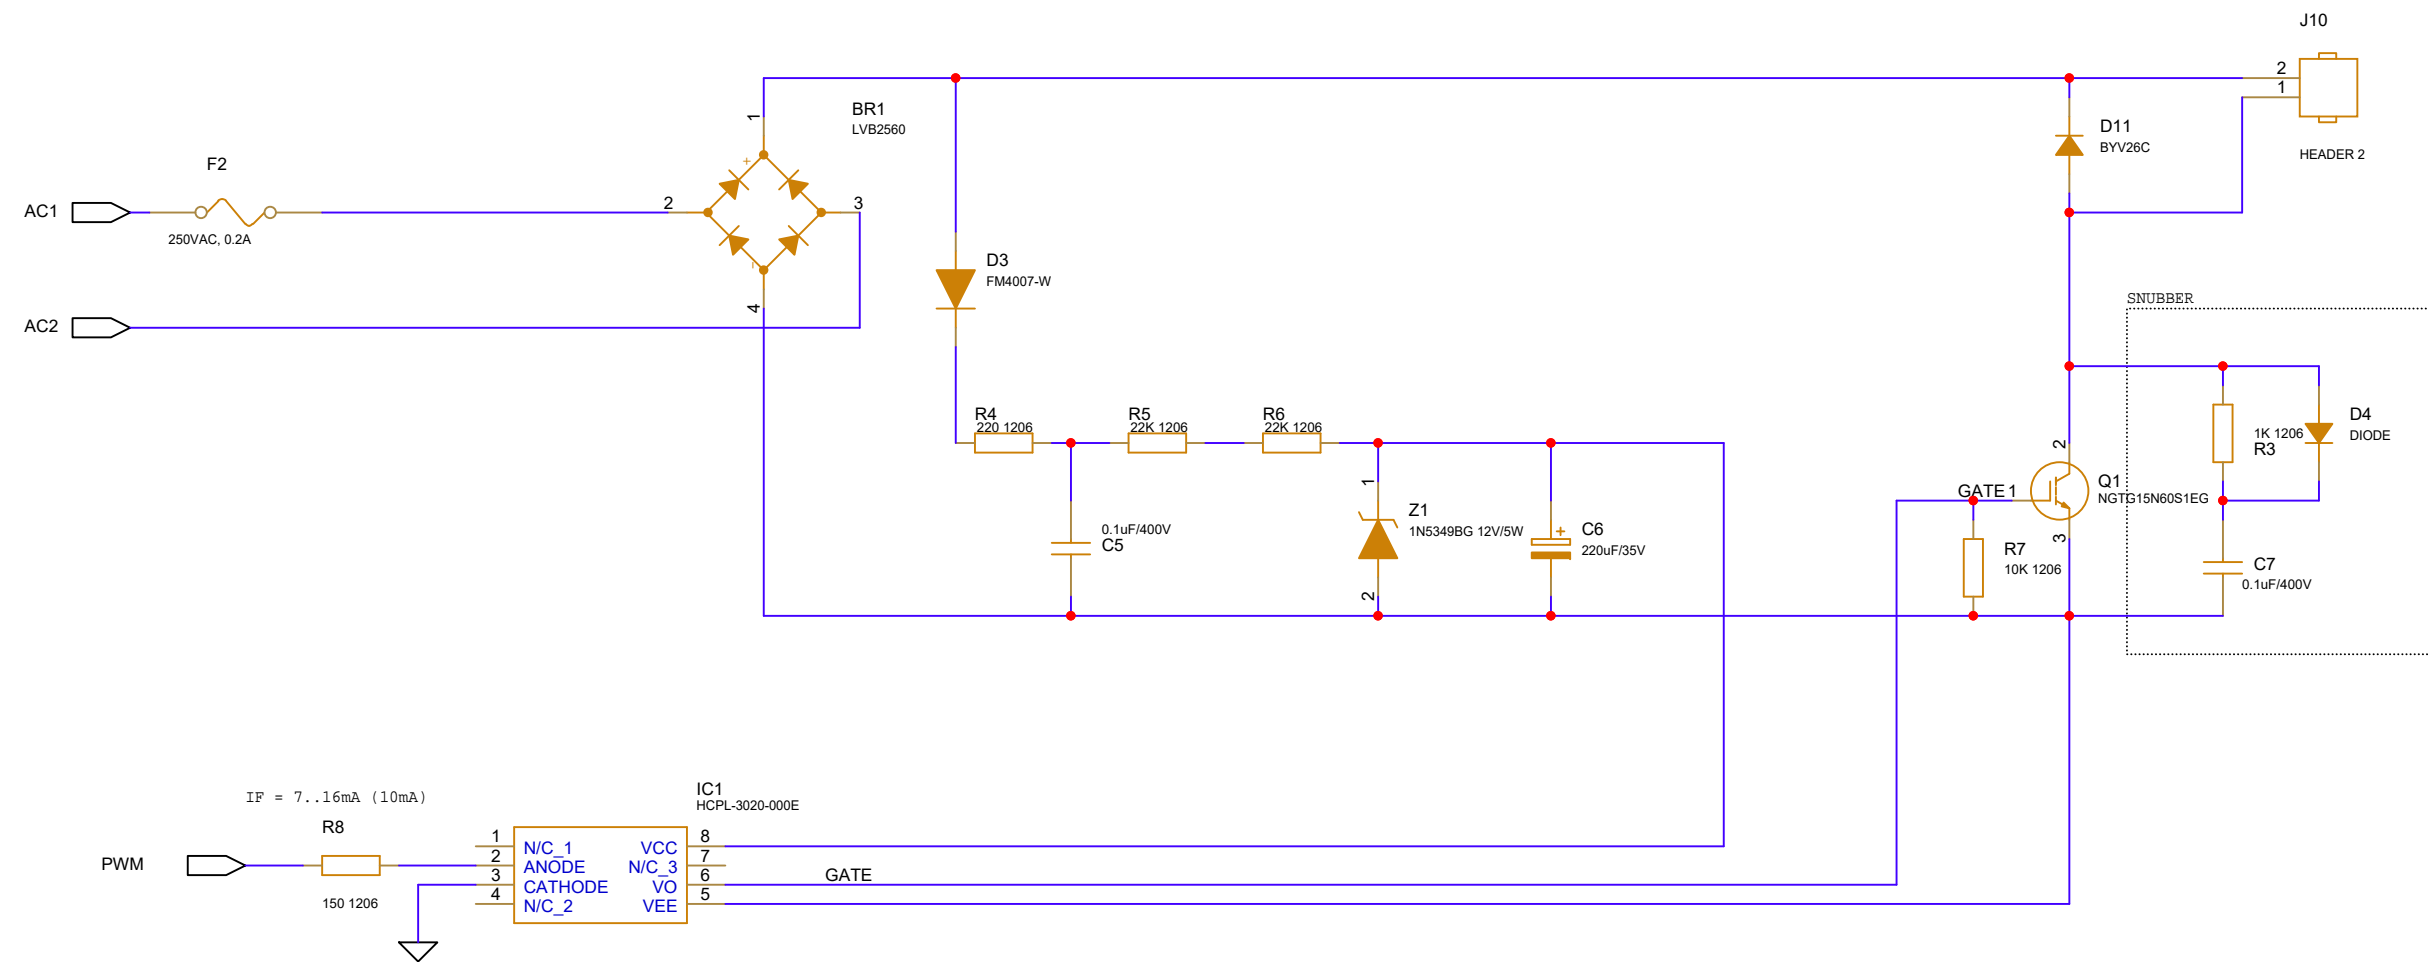 J10
2
1
HEADER 2
BR1
LVB2560
1
+
2
3
-
4
D11
BYV26C
F2
AC1
250VAC, 0.2A
AC2
D3
FM4007-W
SNUBBER
R4
220 1206
R5
22K 1206
R6
22K 1206
D4
DIODE
1K 1206
R3
2
Q1
NGTG15N60S1EG
GATE
1
3
1
Z1
1N5349BG 12V/5W
2
+
C6
220uF/35V
0.1uF/400V
C5
R7
10K 1206
C7
0.1uF/400V
IC1
HCPL-3020-000E
IF = 7..16mA (10mA)
R8
PWM
150 1206
1
N/C_1
VCC
8
2
ANODE
N/C_3
7
3
CATHODE
VO
6
GATE
4
N/C_2
VEE
5